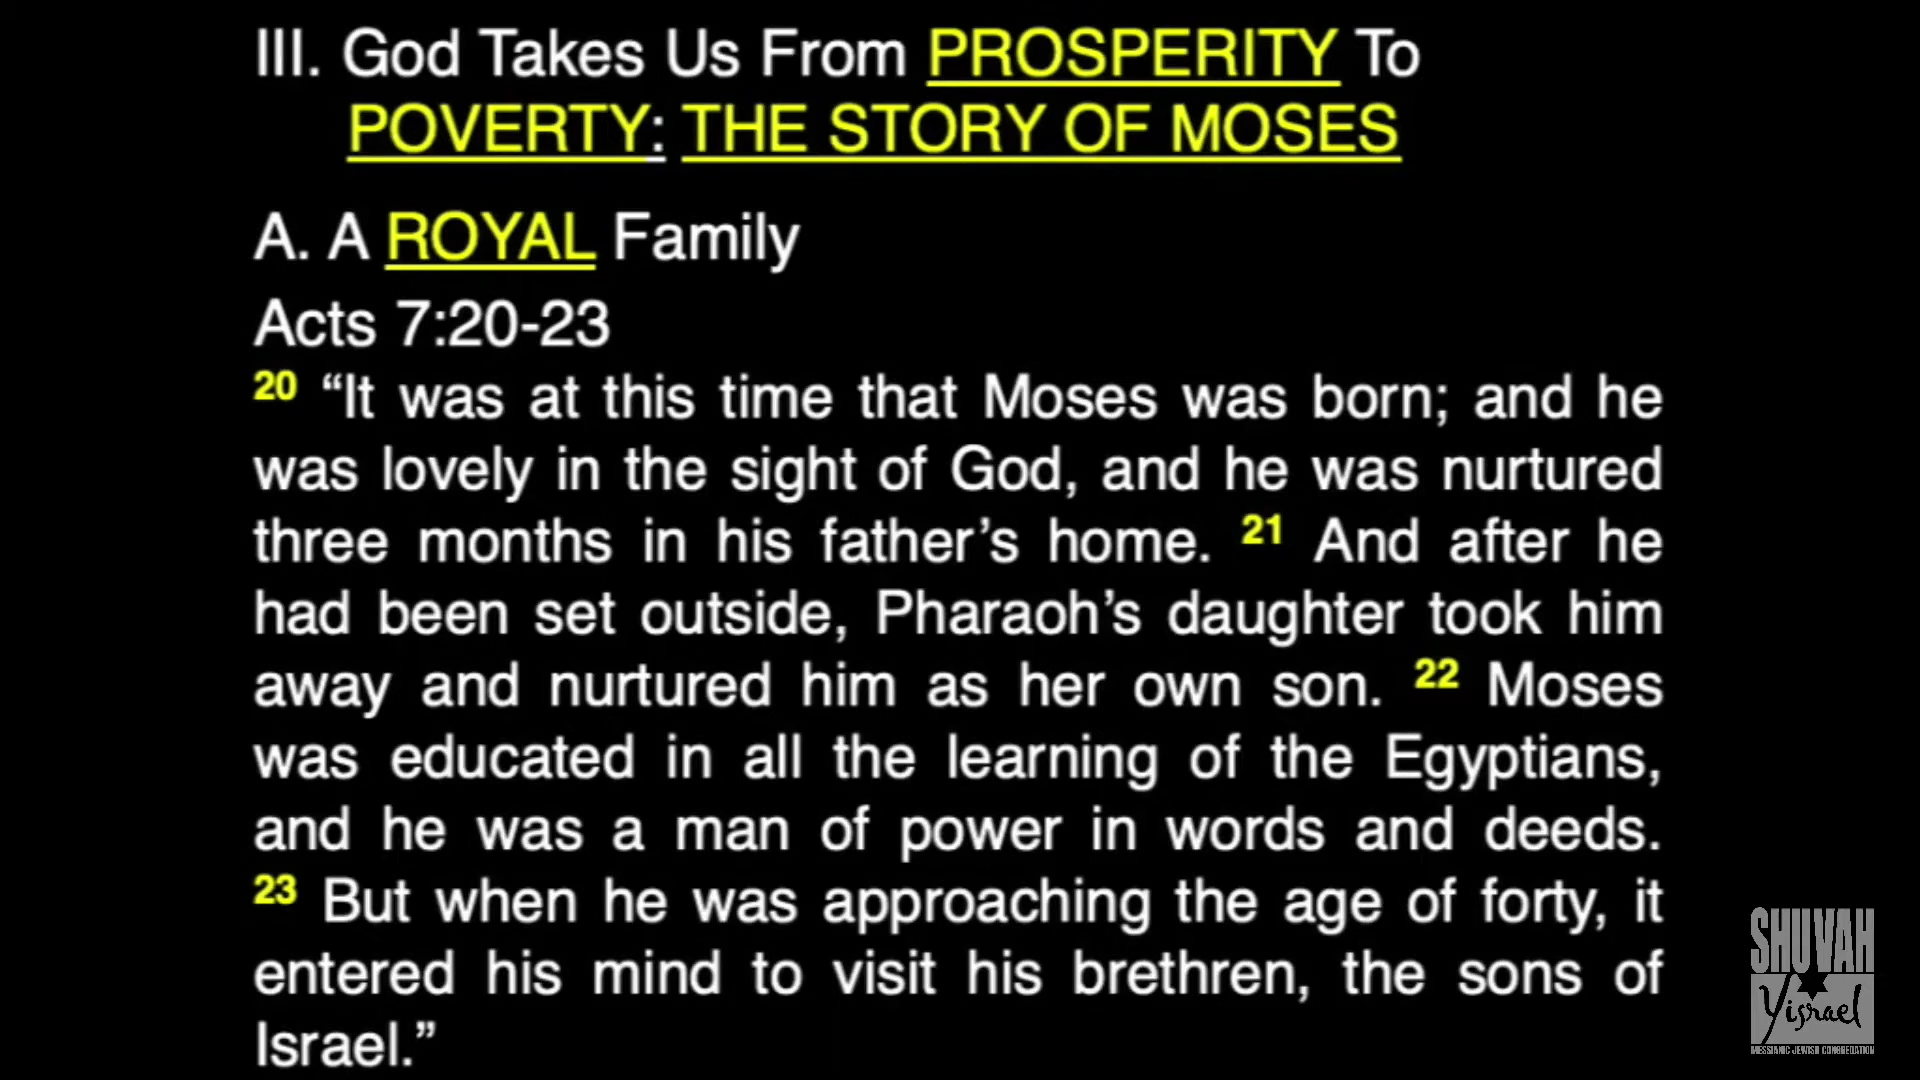 III. God Takes Us From PROSPERITY To
POVERTY: THE STORY OF MOSES
A. A ROYAL Family
Acts 7:20-23
20 “It was at this time that Moses was born; and he
was lovely in the sight of God, and he was nurtured
three months in his father’s home. 21 And after he
had been set outside, Pharaoh’s daughter took him
away and nurtured him as her own son. 22 Moses
was educated in all the learning of the Egyptians,
and he was a man of power in words and deeds.
23 But when he was approaching the age of forty, it
entered his mind to visit his brethren, the sons of
Israel.”
SHUVAH
Yisrael
MESSIANIC JEWISH CONGREGATION